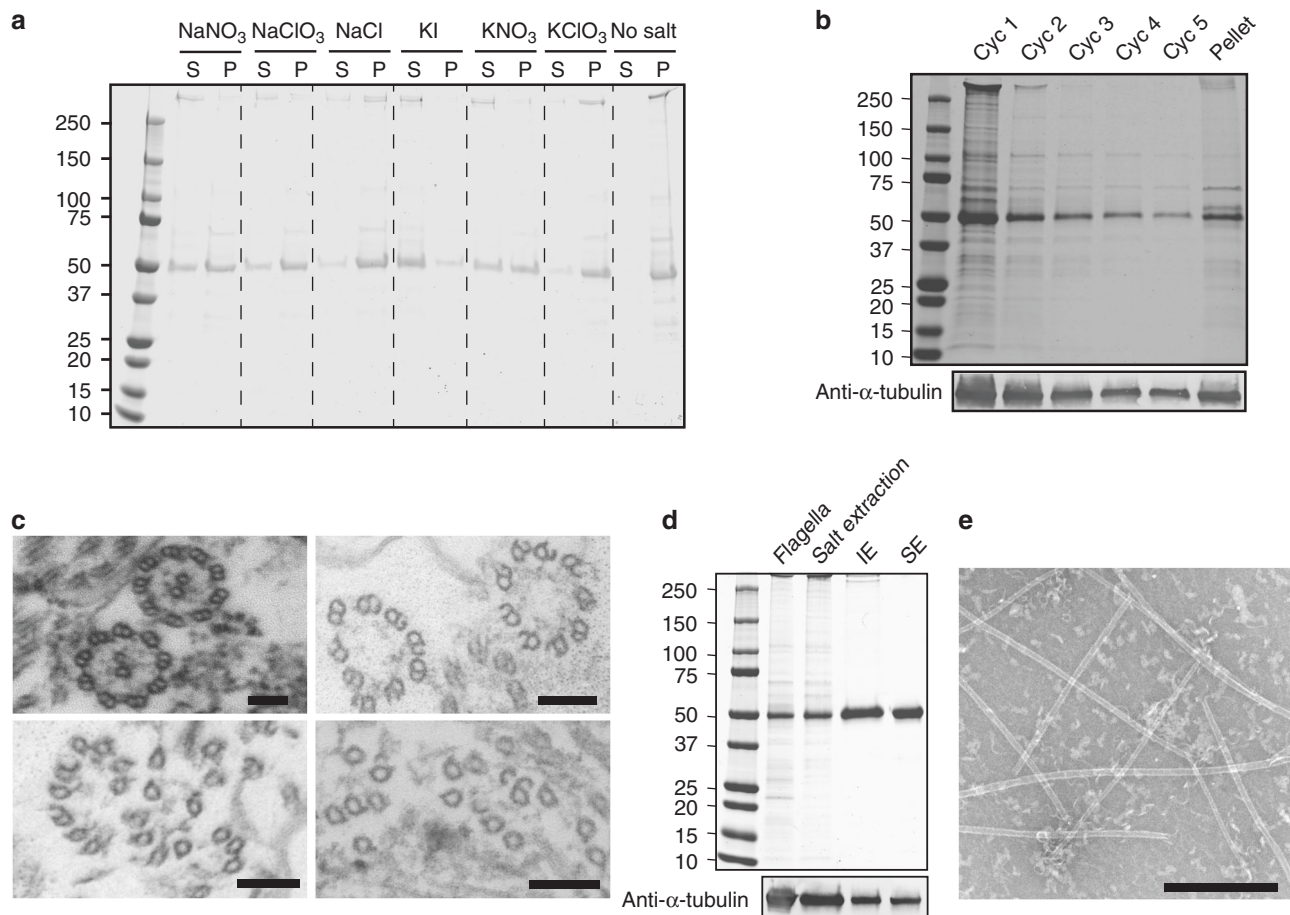 a
NaNO3 NaClO3 NaCl KI KNO3 KClO3 No salt
S P S P S P S P S P S P S P
250
150
100
75
50
37
25
20
15
10
b
Cyc 1 Cyc 2 Cyc 3 Cyc 4 Cyc 5 Pellet
250
150
100
75
50
37
25
20
15
10
Anti-α-tubulin
c
d
Flagella Salt extraction IE SE
250
150
100
75
50
37
25
20
15
10
Anti-α-tubulin
e